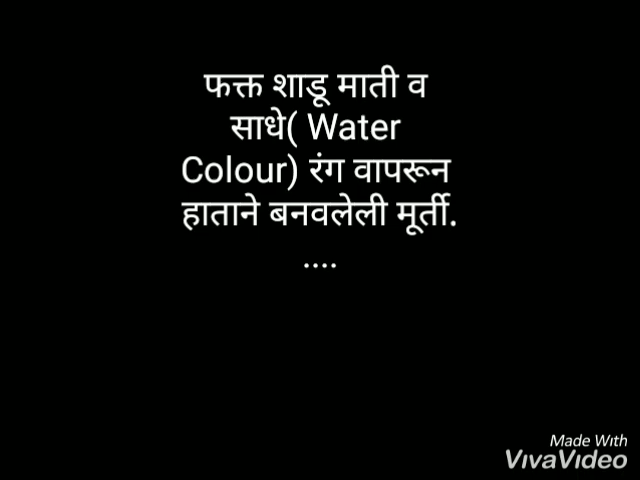 फक्त शाडू माती व
साधे( Water
Colour) रंग वापरून
हाताने बनवलेली मूर्ती.
....
Made With
VivaVideo